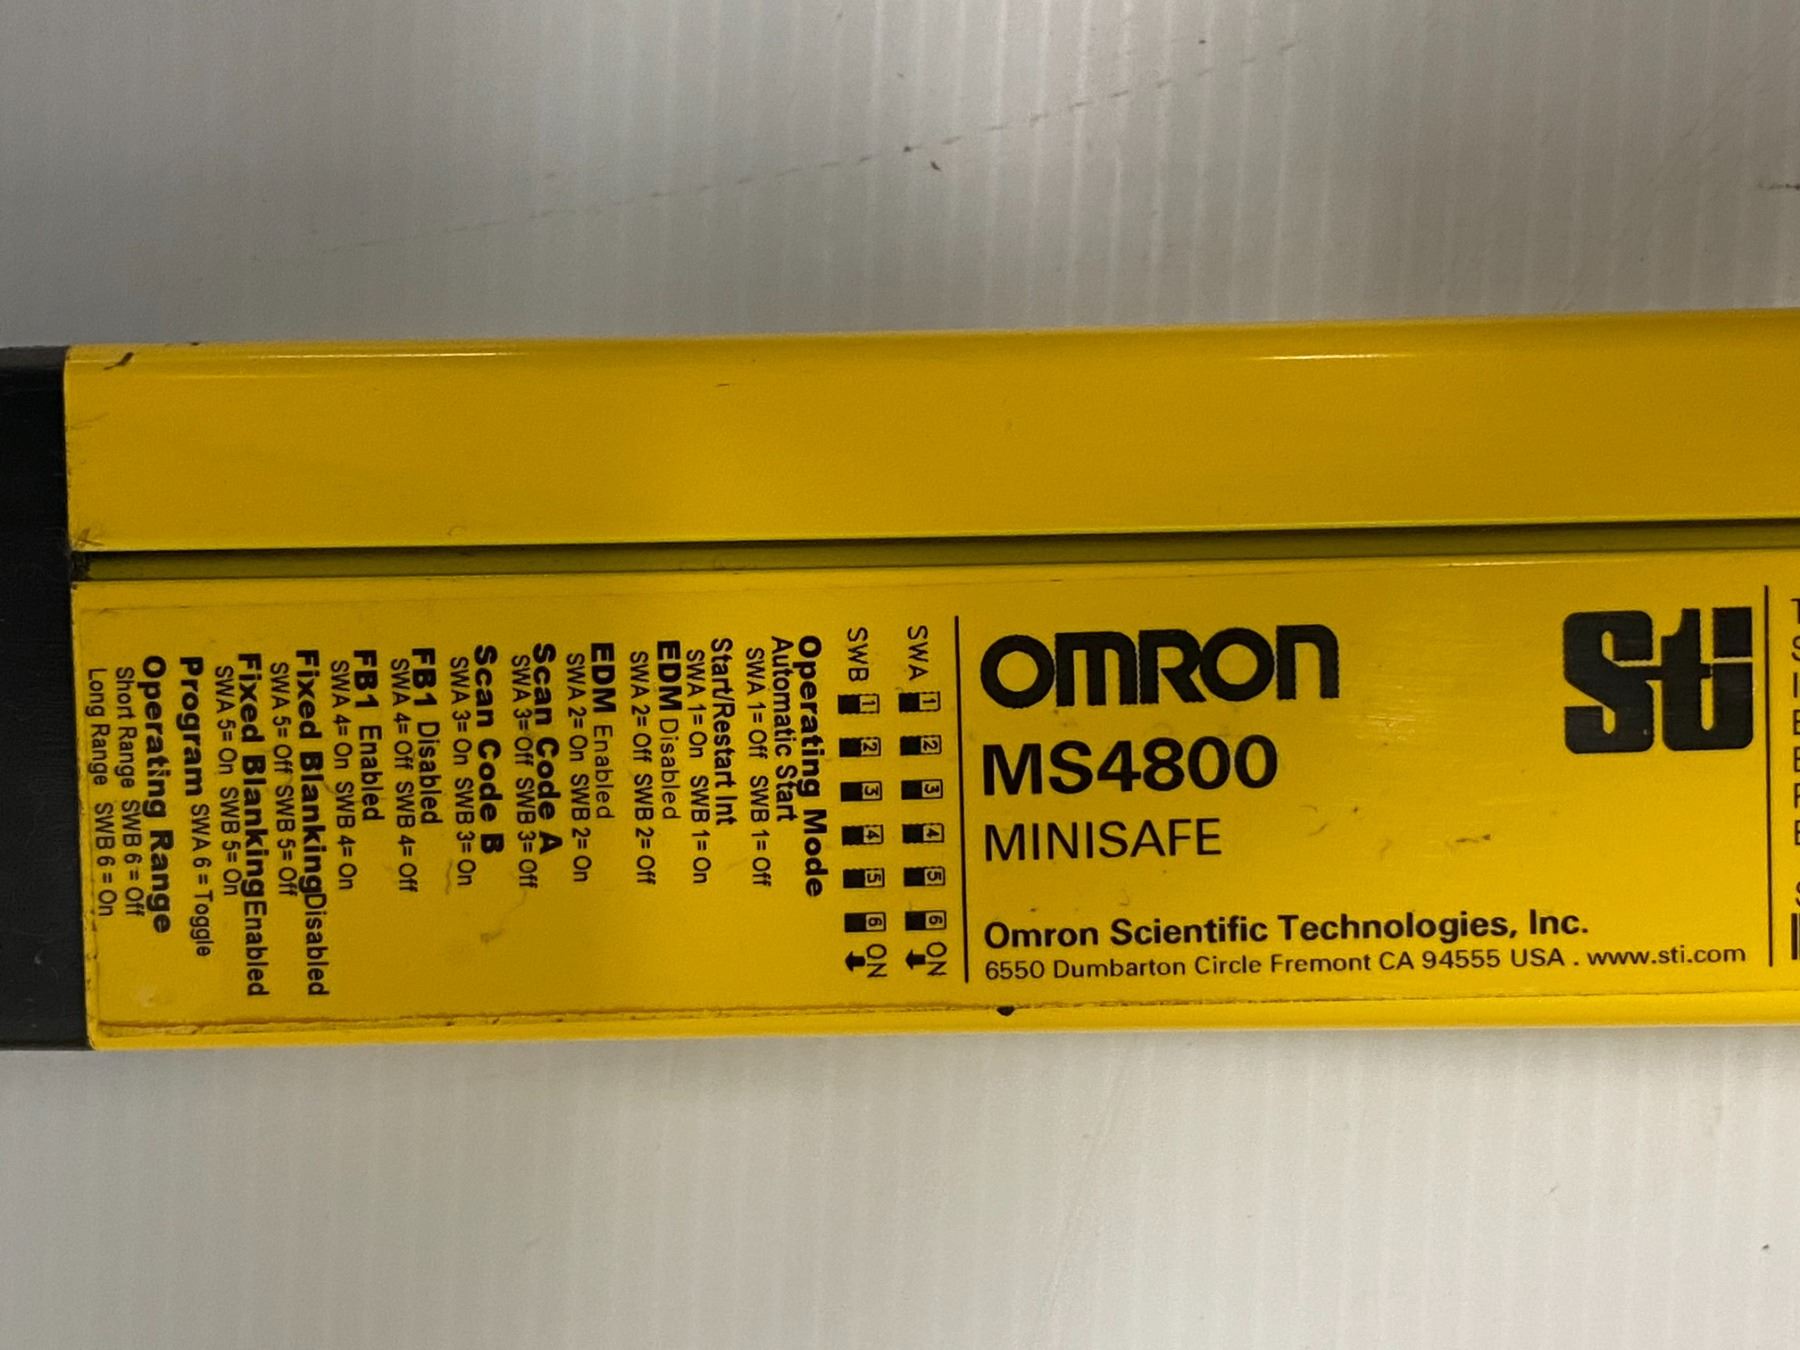 OMRON
sti
MS4800
MINISAFE
Omron Scientific Technologies, Inc.
6550 Dumbarton Circle Fremont CA 94555 USA . www.sti.com
SWA 1 2 3 4 5 6 ON
SWB 1 2 3 4 5 6 ON
Operating Mode
Automatic Start
SWA 1= Off SWB 1= Off
Start/Restart Int
SWA 1= On SWB 1= On
EDM Disabled
SWA 2= Off SWB 2= Off
EDM Enabled
SWA 2= On SWB 2= On
Scan Code A
SWA 3= Off SWB 3= Off
Scan Code B
SWA 3= On SWB 3= On
FB1 Disabled
SWA 4= Off SWB 4= Off
FB1 Enabled
SWA 4= On SWB 4= On
Fixed BlankingDisabled
SWA 5= Off SWB 5= Off
Fixed BlankingEnabled
SWA 5= On SWB 5= On
Program SWA 6 = Toggle
Operating Range
Short Range SWB 6 = Off
Long Range SWB 6 = On